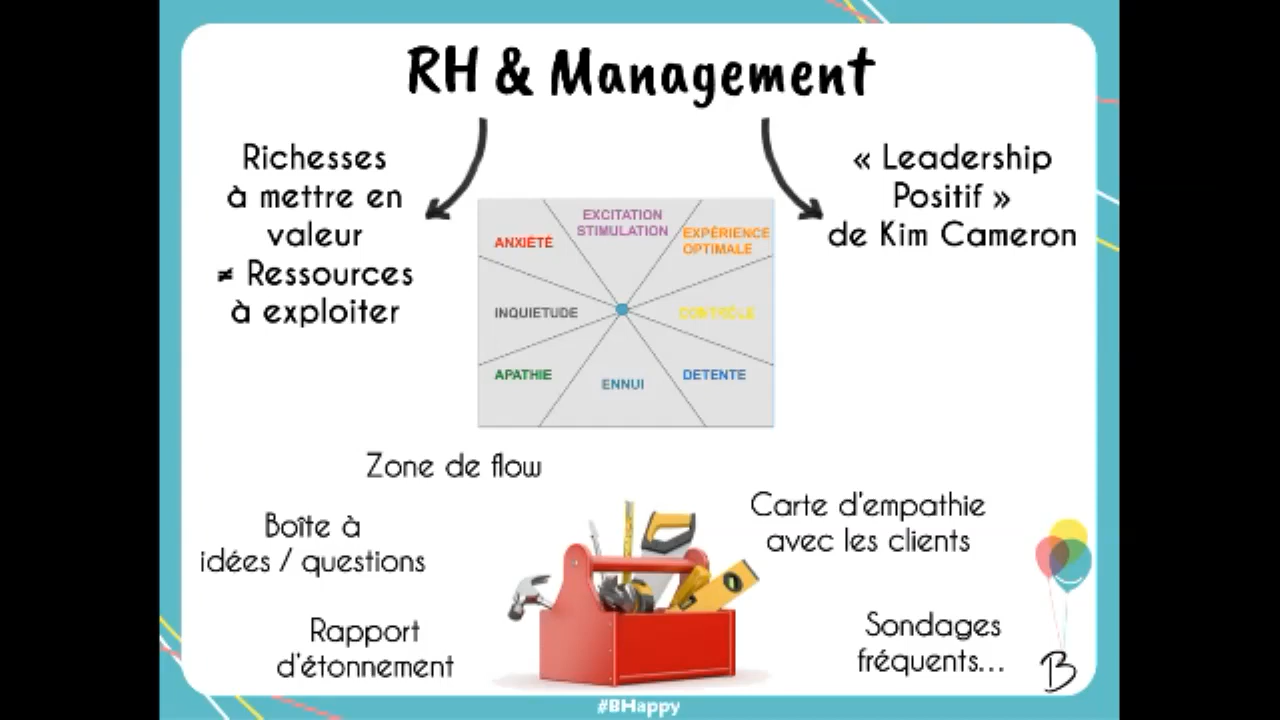 RH & Management
Richesses
à mettre en
valeur
≠ Ressources
à exploiter
« Leadership
Positif »
de Kim Cameron
EXCITATION
STIMULATION
ANXIÉTÉ
EXPÉRIENCE
OPTIMALE
INQUIETUDE
CONTRÔLE
APATHIE
ENNUI
DETENTE
Zone de flow
Boîte à
idées / questions
Carte d'empathie
avec les clients
Rapport
d'étonnement
Sondages
fréquents...
B
#BHappy